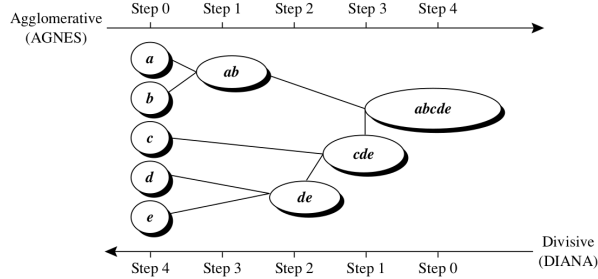 Step 0 Step 1 Step 2 Step 3 Step 4
Agglomerative
(AGNES)
a
ab
b
abcde
c
cde
d
de
e
Divisive
(DIANA)
Step 4 Step 3 Step 2 Step 1 Step 0